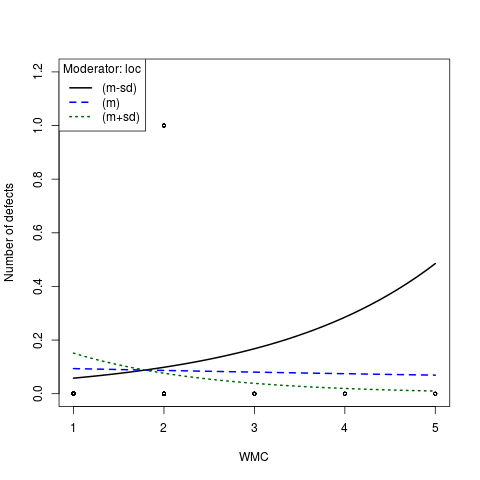 Moderator: loc
(m-sd)
(m)
(m+sd)
Number of defects
1.2
1.0
0.8
0.6
0.4
0.2
0.0
1 2 3 4 5
WMC